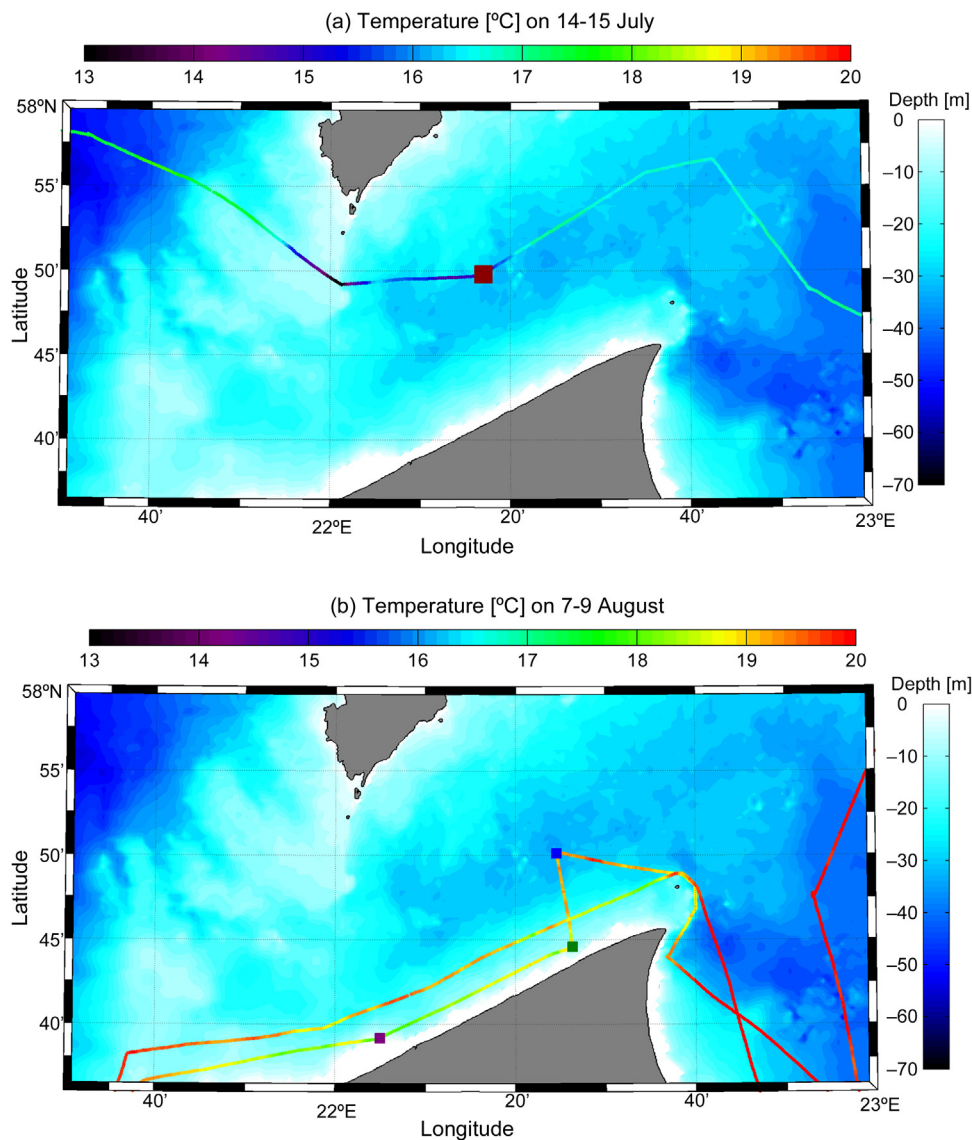 (a) Temperature [ºC] on 14-15 July
13 14 15 16 17 18 19 20
58ºN
55’
50’
45’
40’
Latitude
40’ 22ºE 20’ 40’ 23ºE
Longitude
Depth [m]
0
–10
–20
–30
–40
–50
–60
–70
(b) Temperature [ºC] on 7-9 August
13 14 15 16 17 18 19 20
58ºN
55’
50’
45’
40’
Latitude
40’ 22ºE 20’ 40’ 23ºE
Longitude
Depth [m]
0
–10
–20
–30
–40
–50
–60
–70